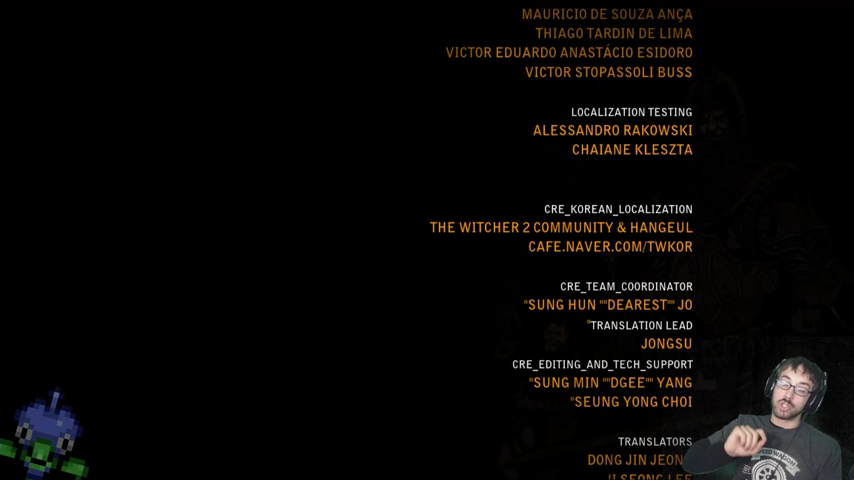 MAURICIO DE SOUZA ANÇA
THIAGO TARDIN DE LIMA
VICTOR EDUARDO ANASTÁCIO ESIDORO
VICTOR STOPASSOLI BUSS
LOCALIZATION TESTING
ALESSANDRO RAKOWSKI
CHAIANE KLESZTA
CRE_KOREAN_LOCALIZATION
THE WITCHER 2 COMMUNITY & HANGEUL
CAFE.NAVER.COM/TWKOR
CRE_TEAM_COORDINATOR
"SUNG HUN ""DEAREST"" JO
"TRANSLATION LEAD
JONGSU
CRE_EDITING_AND_TECH_SUPPORT
"SUNG MIN ""DGEE"" YANG
"SEUNG YONG CHOI
TRANSLATORS
DONG JIN